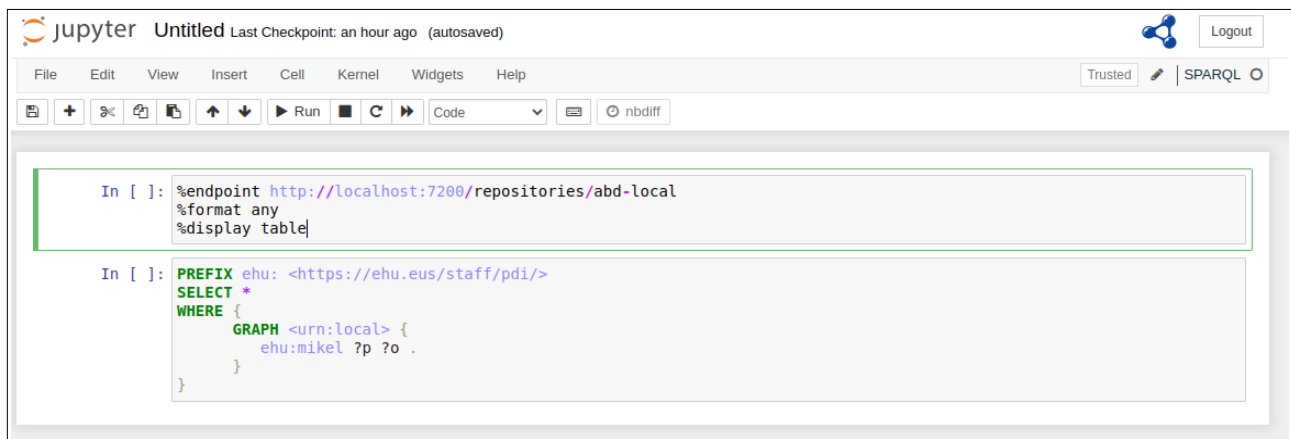 jupyter Untitled Last Checkpoint: an hour ago (autosaved) Logout
File Edit View Insert Cell Kernel Widgets Help Trusted SPARQL
Run Code nbdiff
In [ ]: %endpoint http://localhost:7200/repositories/abd-local
%format any
%display table
In [ ]: PREFIX ehu: <https://ehu.eus/staff/pdi/>
SELECT *
WHERE {
GRAPH <urn:local> {
ehu:mikel ?p ?o .
}
}